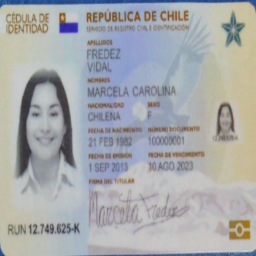 CÉDULA DE
IDENTIDAD
REPÚBLICA DE CHILE
SERVICIO DE REGISTRO CIVIL E IDENTIFICACIÓN
APELLIDOS
FREDEZ
VIDAL
NOMBRES
MARCELA CAROLINA
NACIONALIDAD SEXO
CHILENA F
FECHA DE NACIMIENTO NÚMERO DOCUMENTO
21 FEB 1982 100000001
FECHA DE EMISIÓN FECHA DE VENCIMIENTO
1 SEP 2013 10 AGO 2023
FIRMA DEL TITULAR
Marcela Fredez
RUN 12.749.625-K